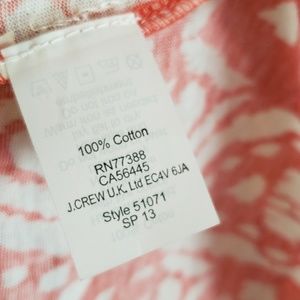 100% Cotton
RN77388
CA56445
J.CREW U.K. Ltd EC4V 6JA
Style 51071
SP 13